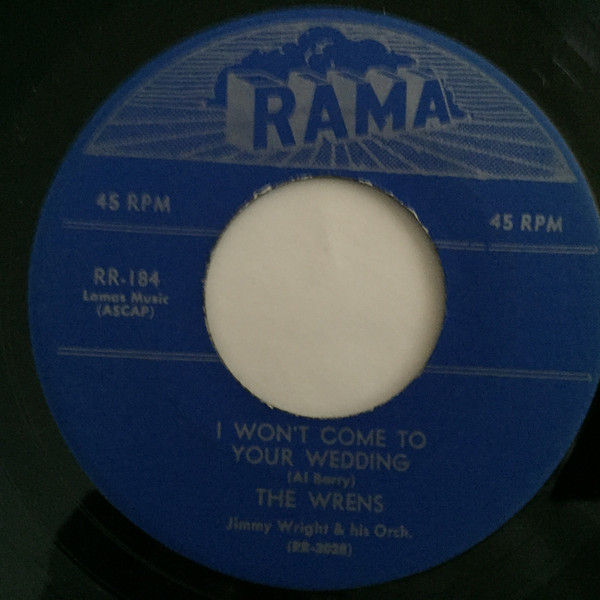 RAMA
45 RPM
45 RPM
RR-184
Lamas Music
(ASCAP)
I WON'T COME TO
YOUR WEDDING
(Al Barry)
THE WRENS
Jimmy Wright & his Orch.
(RR-3028)